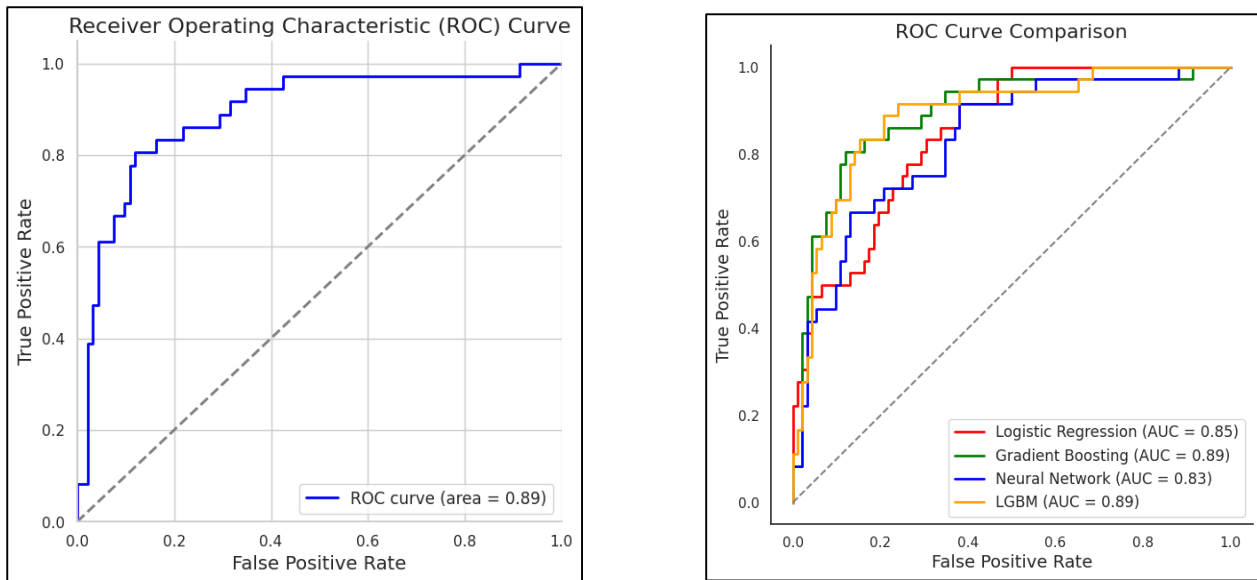 Receiver Operating Characteristic (ROC) Curve
True Positive Rate
1.0
0.8
0.6
0.4
0.2
0.0
0.0 0.2 0.4 0.6 0.8 1.0
False Positive Rate
ROC curve (area = 0.89)
ROC Curve Comparison
True Positive Rate
1.0
0.8
0.6
0.4
0.2
0.0
0.0 0.2 0.4 0.6 0.8 1.0
False Positive Rate
Logistic Regression (AUC = 0.85)
Gradient Boosting (AUC = 0.89)
Neural Network (AUC = 0.83)
LGBM (AUC = 0.89)